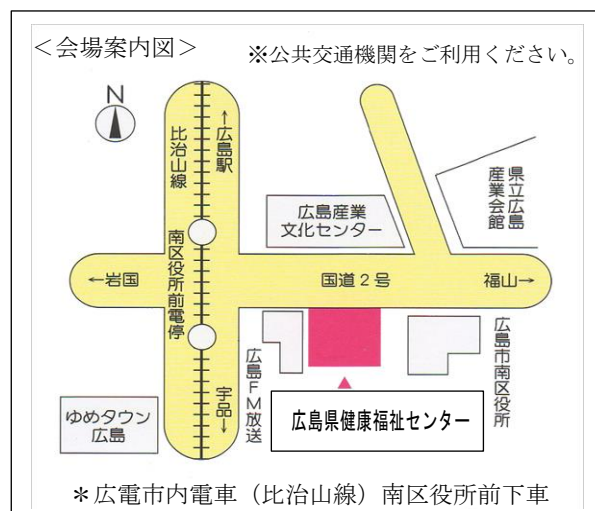 ＜会場案内図＞
※公共交通機関をご利用ください。
N
比治山線
←広島駅
広島産業
文化センター
県立広島
産業会館
南区役所前電停
←岩国
国道２号
福山→
広島FM放送
広島市南区役所
宇品→
ゆめタウン
広島
広島県健康福祉センター
＊広電市内電車（比治山線）南区役所前下車